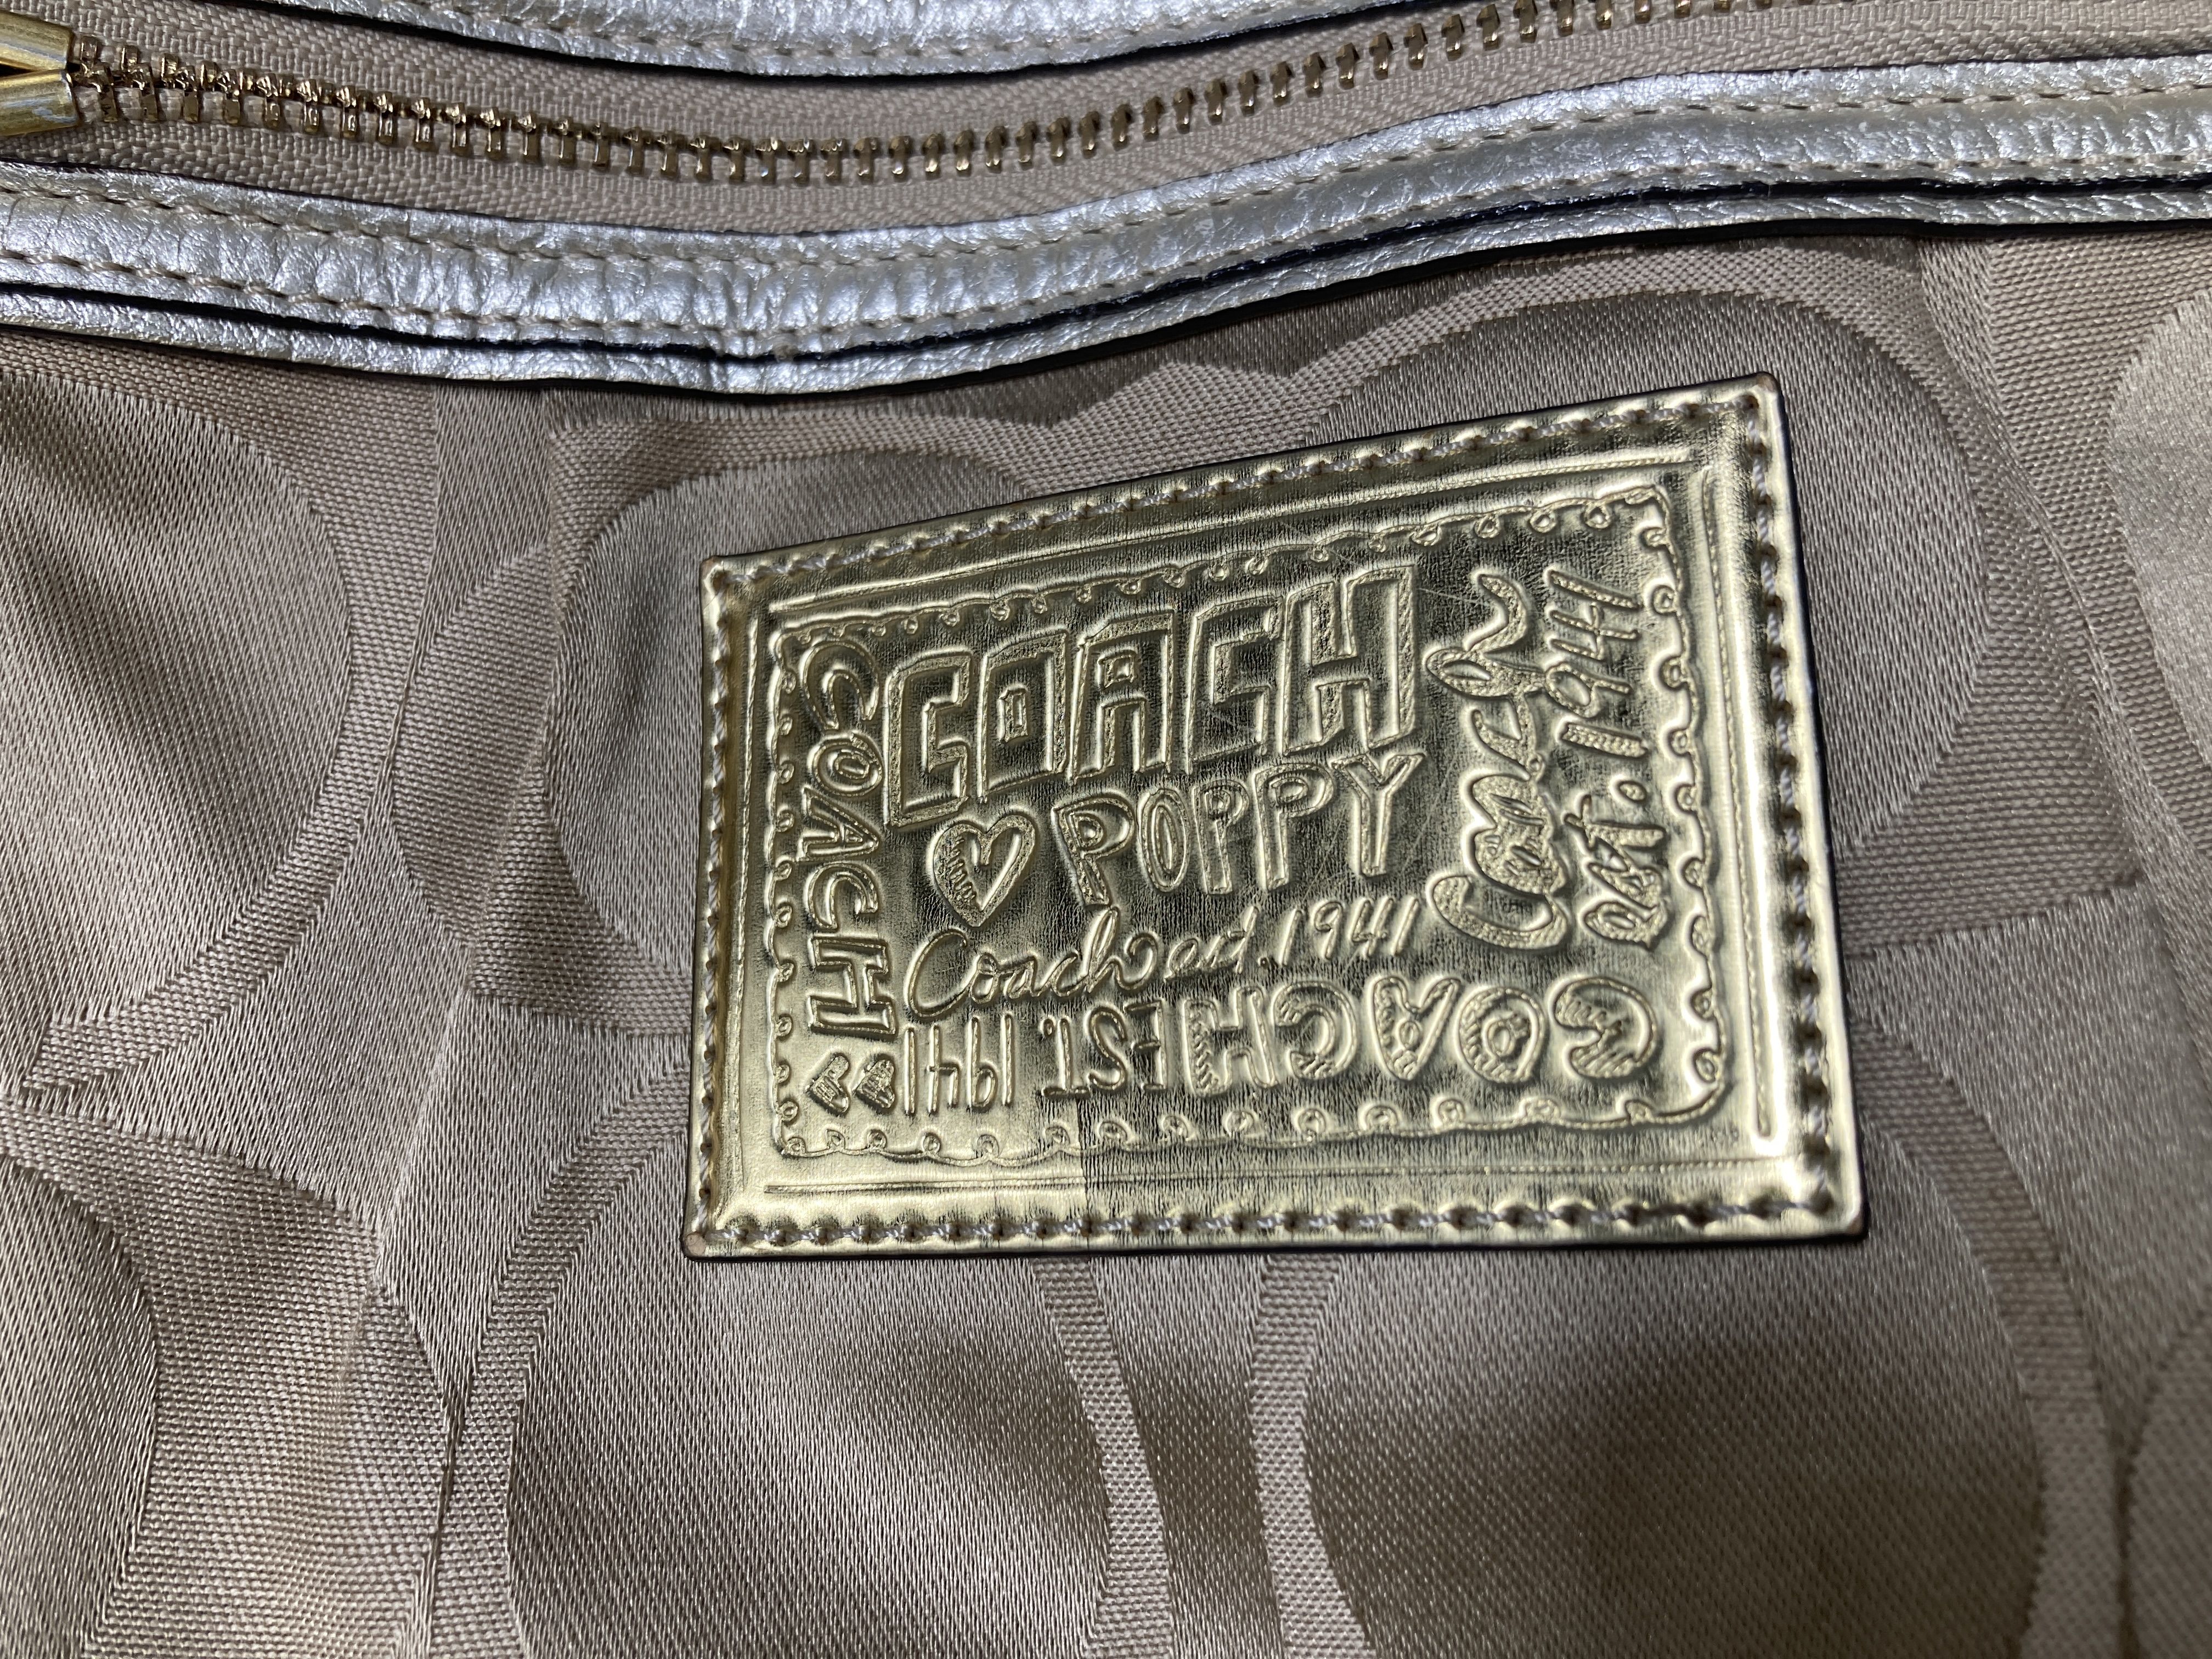 COACH
POPPY
Coach est. 1941
COACH EST. 1941
COACH
Coach
est. 1941